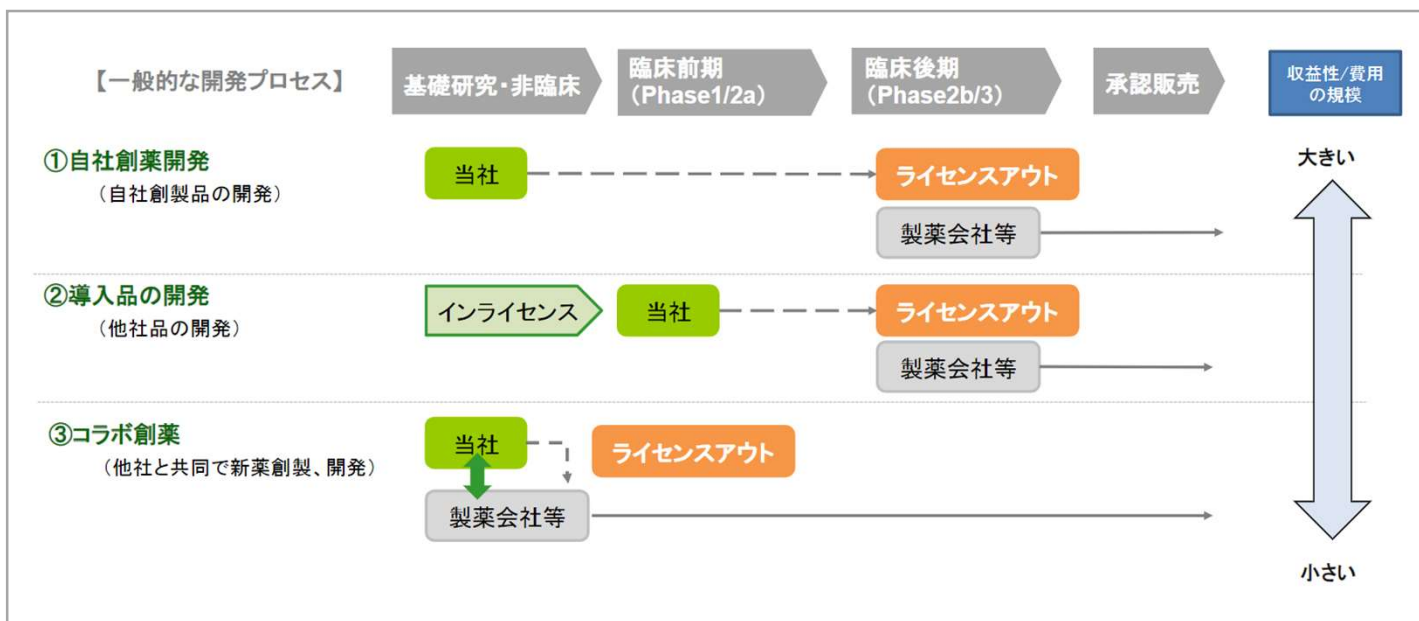 【一般的な開発プロセス】
基礎研究・非臨床
臨床前期
(Phase1/2a)
臨床後期
(Phase2b/3)
承認販売
収益性/費用
の規模
①自社創薬開発
(自社創製品の開発)
当社
ライセンスアウト
製薬会社等
大きい
②導入品の開発
(他社品の開発)
インライセンス
当社
ライセンスアウト
製薬会社等
③コラボ創薬
(他社と共同で新薬創製、開発)
当社
ライセンスアウト
製薬会社等
小さい